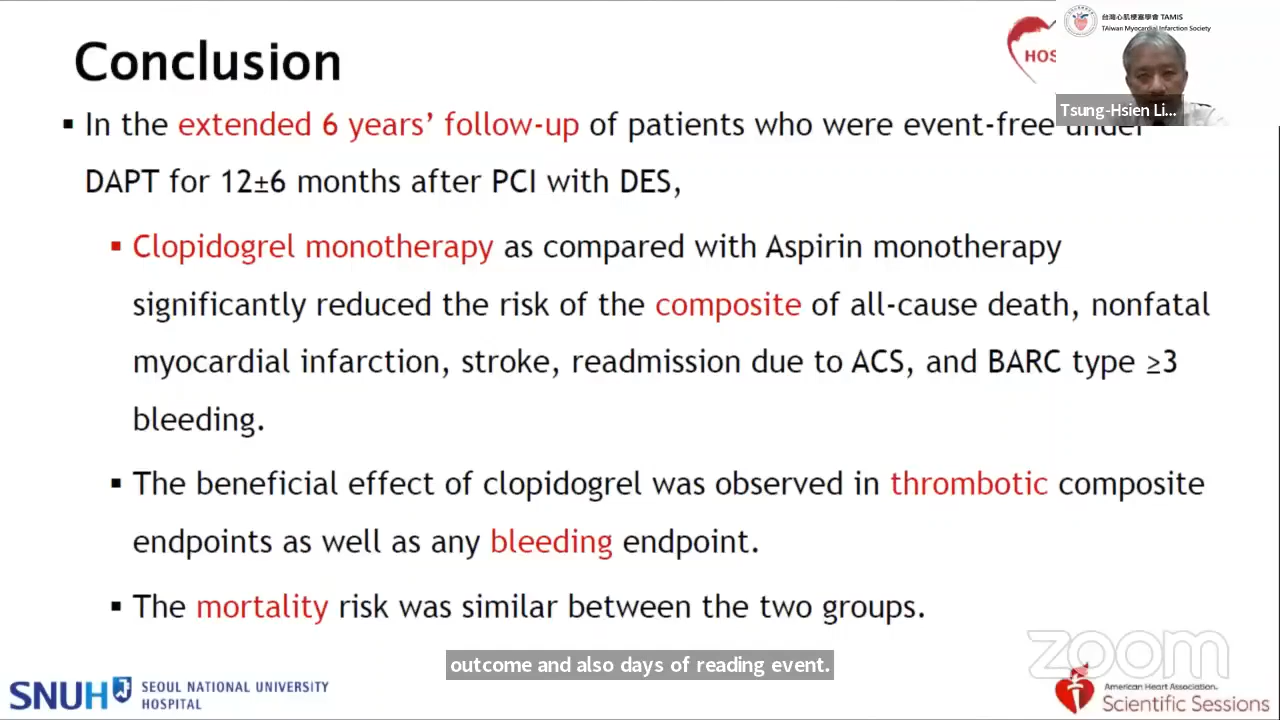 Conclusion
HOS
台灣心肌梗塞學會 TAMIS
TAiwan Myocardial Infarction Society
Tsung-Hsien Li...
▪ In the extended 6 years’ follow-up of patients who were event-free under
DAPT for 12±6 months after PCI with DES,
▪ Clopidogrel monotherapy as compared with Aspirin monotherapy
significantly reduced the risk of the composite of all-cause death, nonfatal
myocardial infarction, stroke, readmission due to ACS, and BARC type ≥3
bleeding.
▪ The beneficial effect of clopidogrel was observed in thrombotic composite
endpoints as well as any bleeding endpoint.
▪ The mortality risk was similar between the two groups.
zoom
outcome and also days of reading event.
SNUH SEOUL NATIONAL UNIVERSITY
HOSPITAL
American Heart Association.
Scientific Sessions